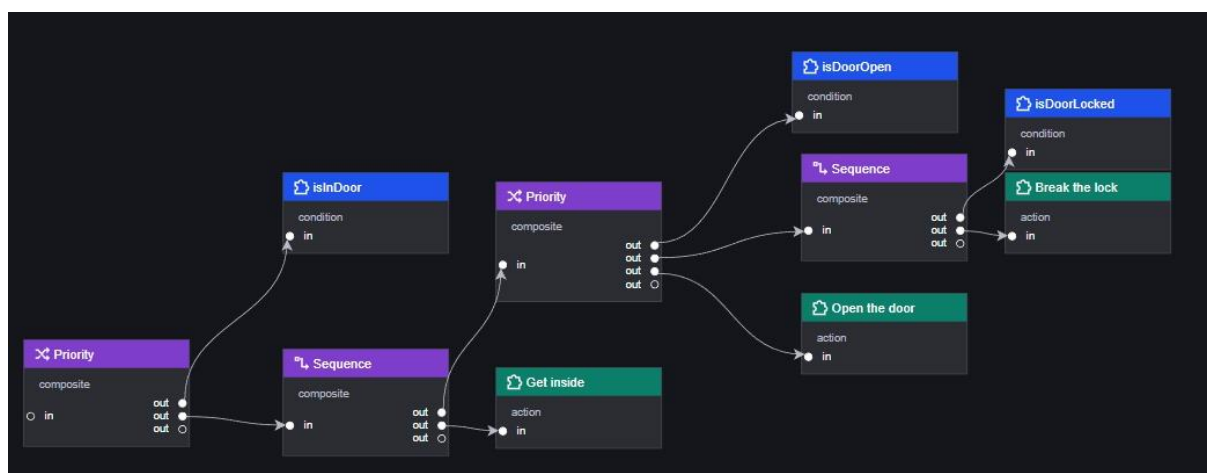 Priority
composite
in
out
out
out
isInDoor
condition
in
Sequence
composite
in
out
out
out
Priority
composite
in
out
out
out
out
Get inside
action
in
isDoorOpen
condition
in
Sequence
composite
in
out
out
out
Open the door
action
in
isDoorLocked
condition
in
Break the lock
action
in